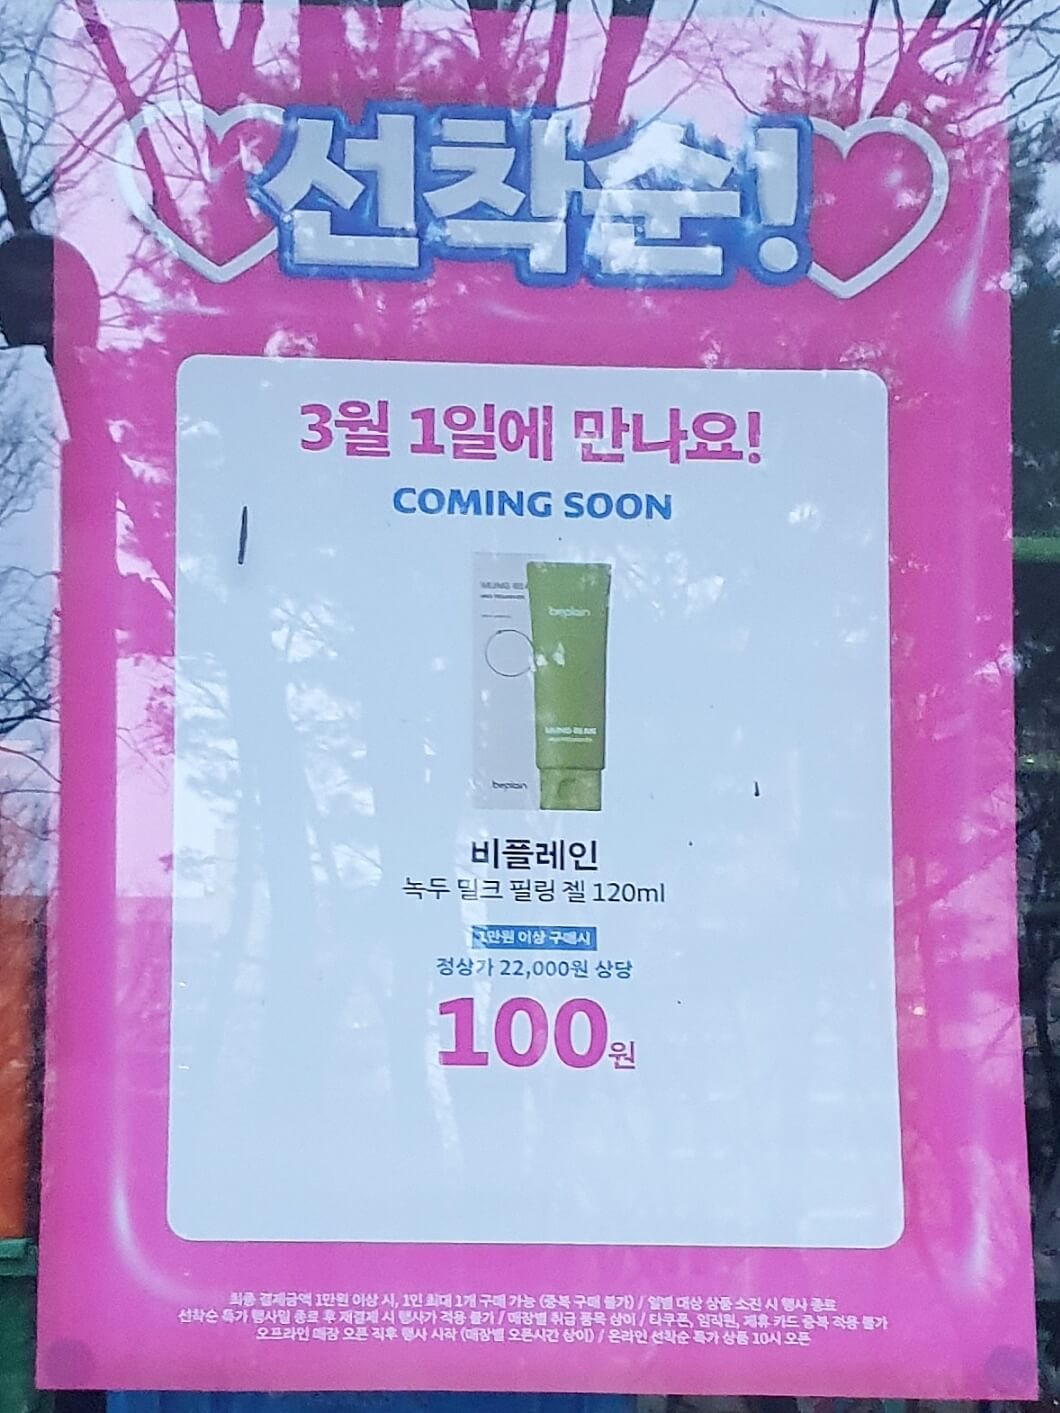 선착순!
3월 1일에 만나요!
COMING SOON
MUNG BEA
beplain
MUNG BEAN
beplain
비플레인
녹두 밀크 필링 젤 120ml
1만원 이상 구매시
정상가 22,000원 상당
100원
최종 결제금액 1만원 이상 시, 1인 최대 1개 구매 가능 (중복 구매 불가) / 일별 대상 상품 소진 시 행사 종료
선착순 특가 행사일 종료 후 재결제 시 행사가 적용 불가 / 매장별 취급 품목 상이 / 타쿠폰, 임직원, 제휴 카드 중복 적용 불가
오프라인 매장 오픈 직후 행사 시작 (매장별 오픈시간 상이) / 온라인 선착순 특가 상품 10시 오픈